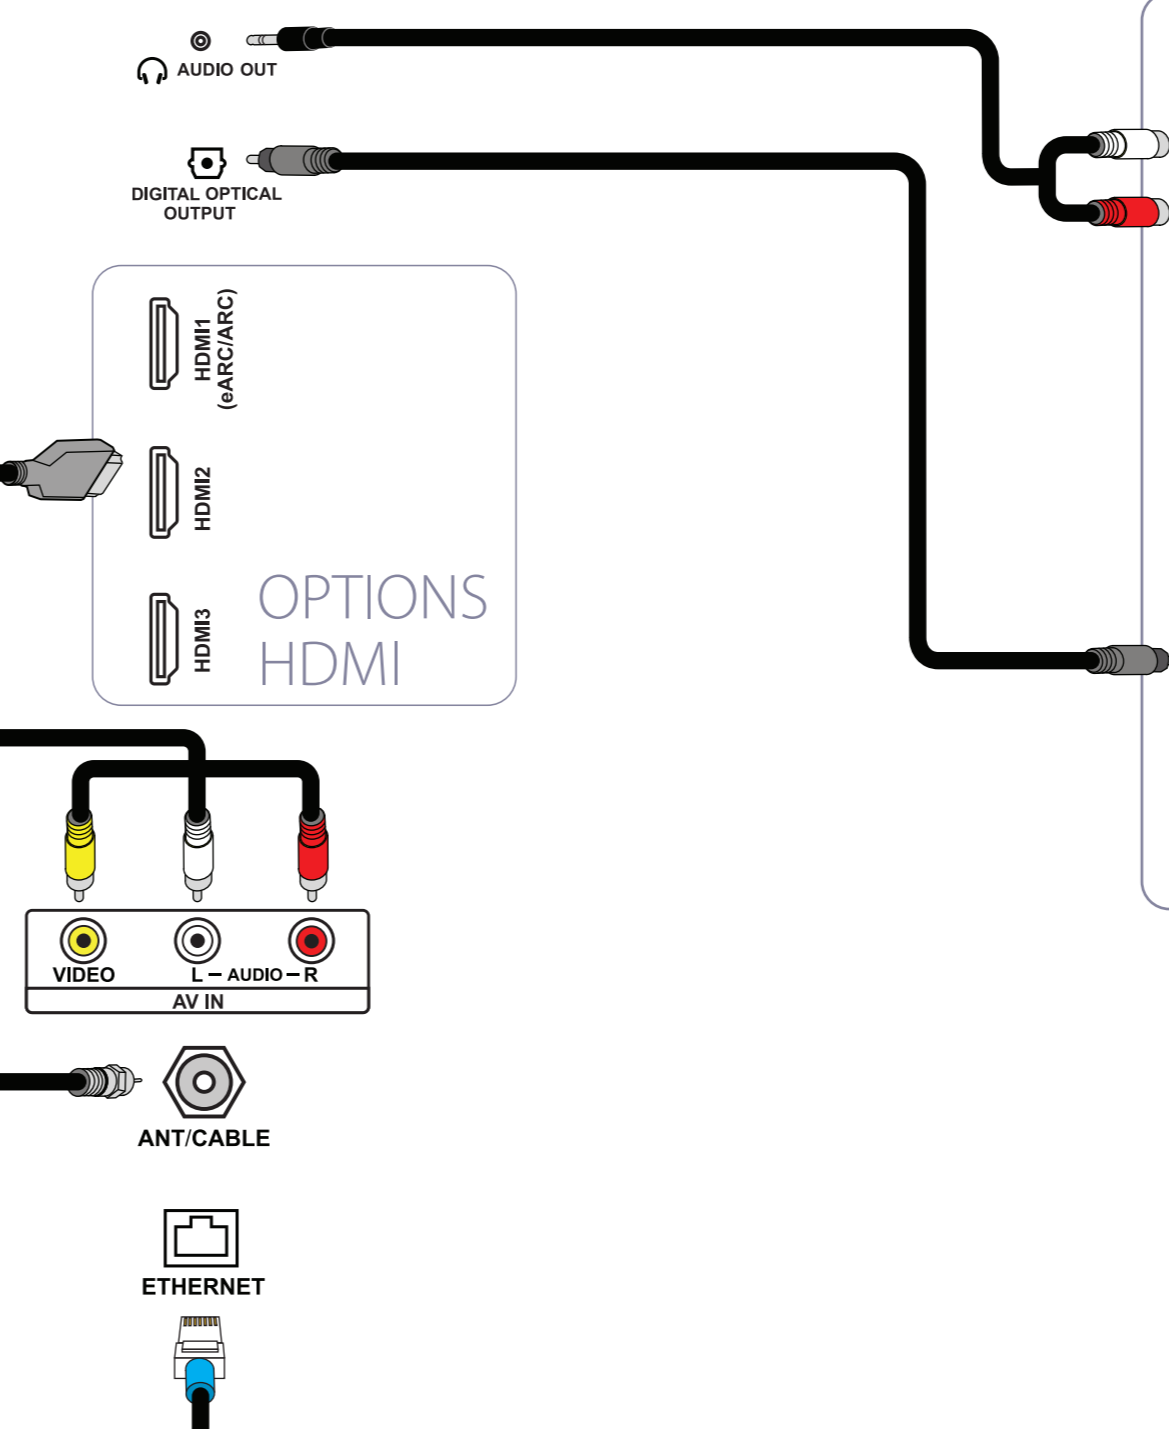 AUDIO OUT
DIGITAL OPTICAL
OUTPUT
HDMI1
(eARC/ARC)
HDMI2
HDMI3
OPTIONS
HDMI
VIDEO
L - AUDIO - R
AV IN
ANT/CABLE
ETHERNET